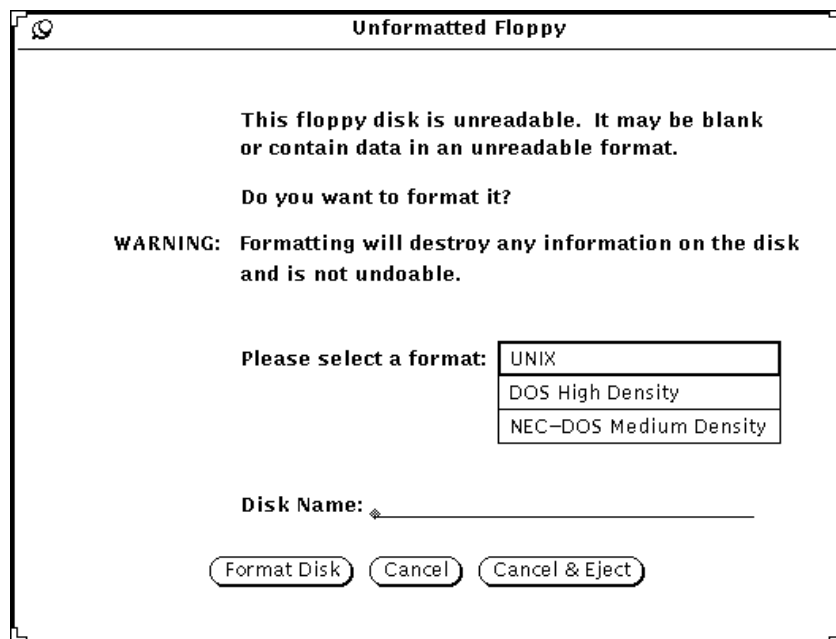 Unformatted Floppy
This floppy disk is unreadable. It may be blank
or contain data in an unreadable format.
Do you want to format it?
WARNING: Formatting will destroy any information on the disk
and is not undoable.
Please select a format: UNIX
DOS High Density
NEC-DOS Medium Density
Disk Name:
Format Disk Cancel Cancel & Eject